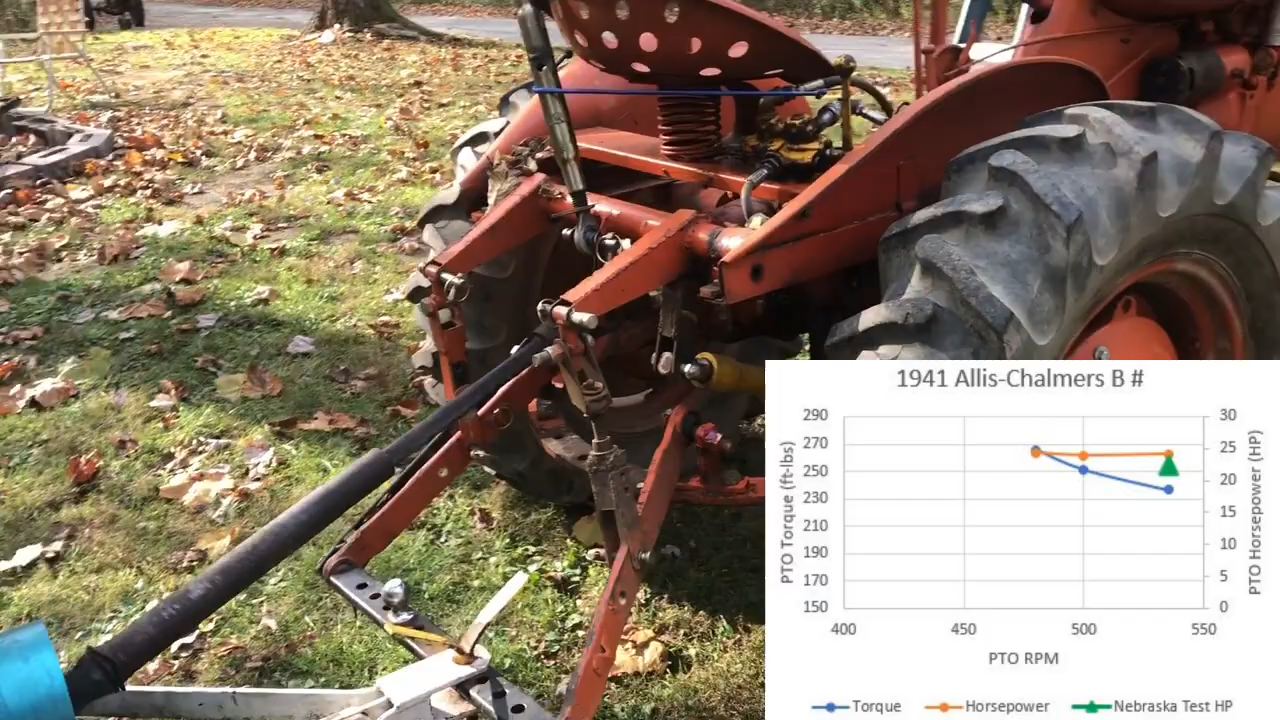 1941 Allis-Chalmers B #
290
270
250
230
210
190
170
150
PTO Torque (ft-lbs)
30
25
20
15
10
5
0
PTO Horsepower (HP)
400 450 500 550
PTO RPM
Torque Horsepower Nebraska Test HP